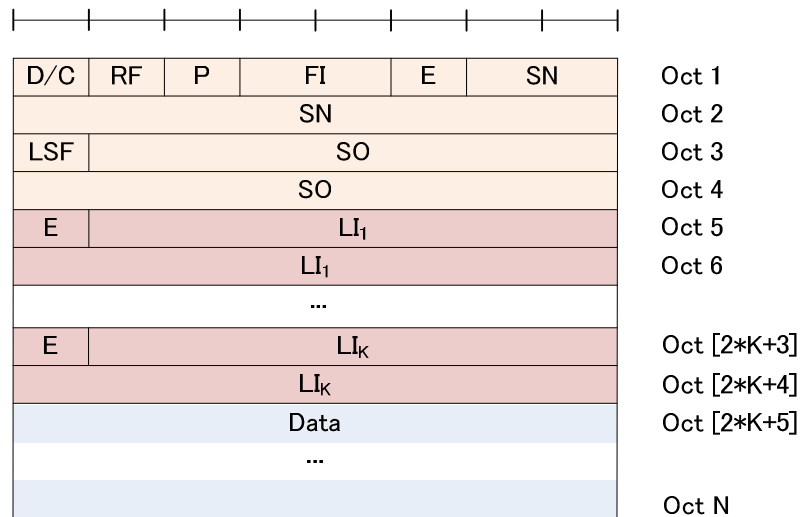 D/C RF P FI E SN Oct 1
SN Oct 2
LSF SO Oct 3
SO Oct 4
E LI₁ Oct 5
LI₁ Oct 6
...
E LIK Oct [2*K+3]
LIK Oct [2*K+4]
Data Oct [2*K+5]
...
Oct N